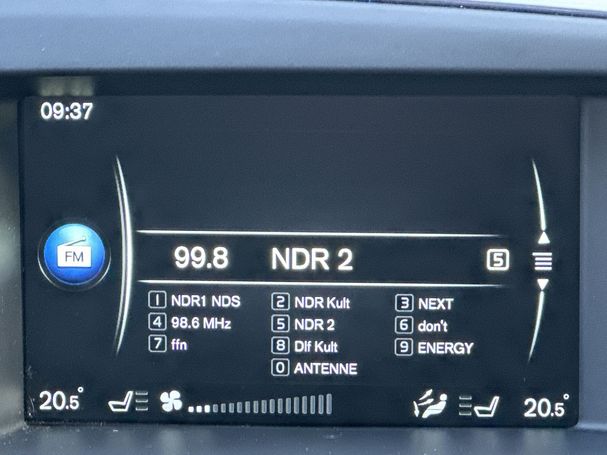 09:37
FM
99.8 NDR 2 5
1 NDR1 NDS 2 NDR Kult 3 NEXT
4 98.6 MHz 5 NDR 2 6 don't
7 ffn 8 Dlf Kult 9 ENERGY
0 ANTENNE
20.5° 20.5°